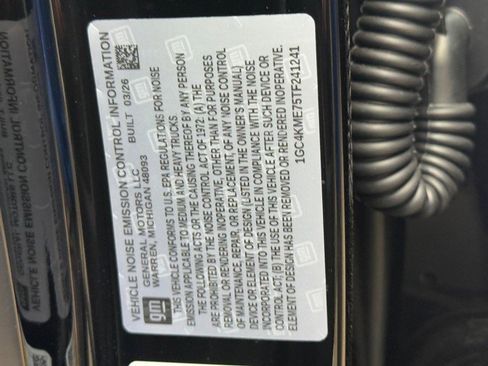 VEHICLE NOISE EMISSION CONTROL INFORMATION
gm
GENERAL MOTORS LLC
WARREN, MICHIGAN 48093
BUILT 03/26
THIS VEHICLE CONFORMS TO U.S. EPA REGULATIONS FOR NOISE
EMISSION APPLICABLE TO MEDIUM AND HEAVY TRUCKS
THE FOLLOWING ACTS OR THE CAUSING THEREOF BY ANY PERSON
ARE PROHIBITED BY THE NOISE CONTROL ACT OF 1972: (A) THE
REMOVAL OR RENDERING INOPERATIVE, OTHER THAN FOR PURPOSES
OF MAINTENANCE, REPAIR, OR REPLACEMENT, OF ANY NOISE CONTROL
DEVICE OR ELEMENT OF DESIGN (LISTED IN THE OWNER'S MANUAL)
INCORPORATED INTO THIS VEHICLE IN COMPLIANCE WITH THE NOISE
CONTROL ACT; (B) THE USE OF THIS VEHICLE AFTER SUCH DEVICE OR
ELEMENT OF DESIGN HAS BEEN REMOVED OR RENDERED INOPERATIVE.
1GC4KME75TF241241